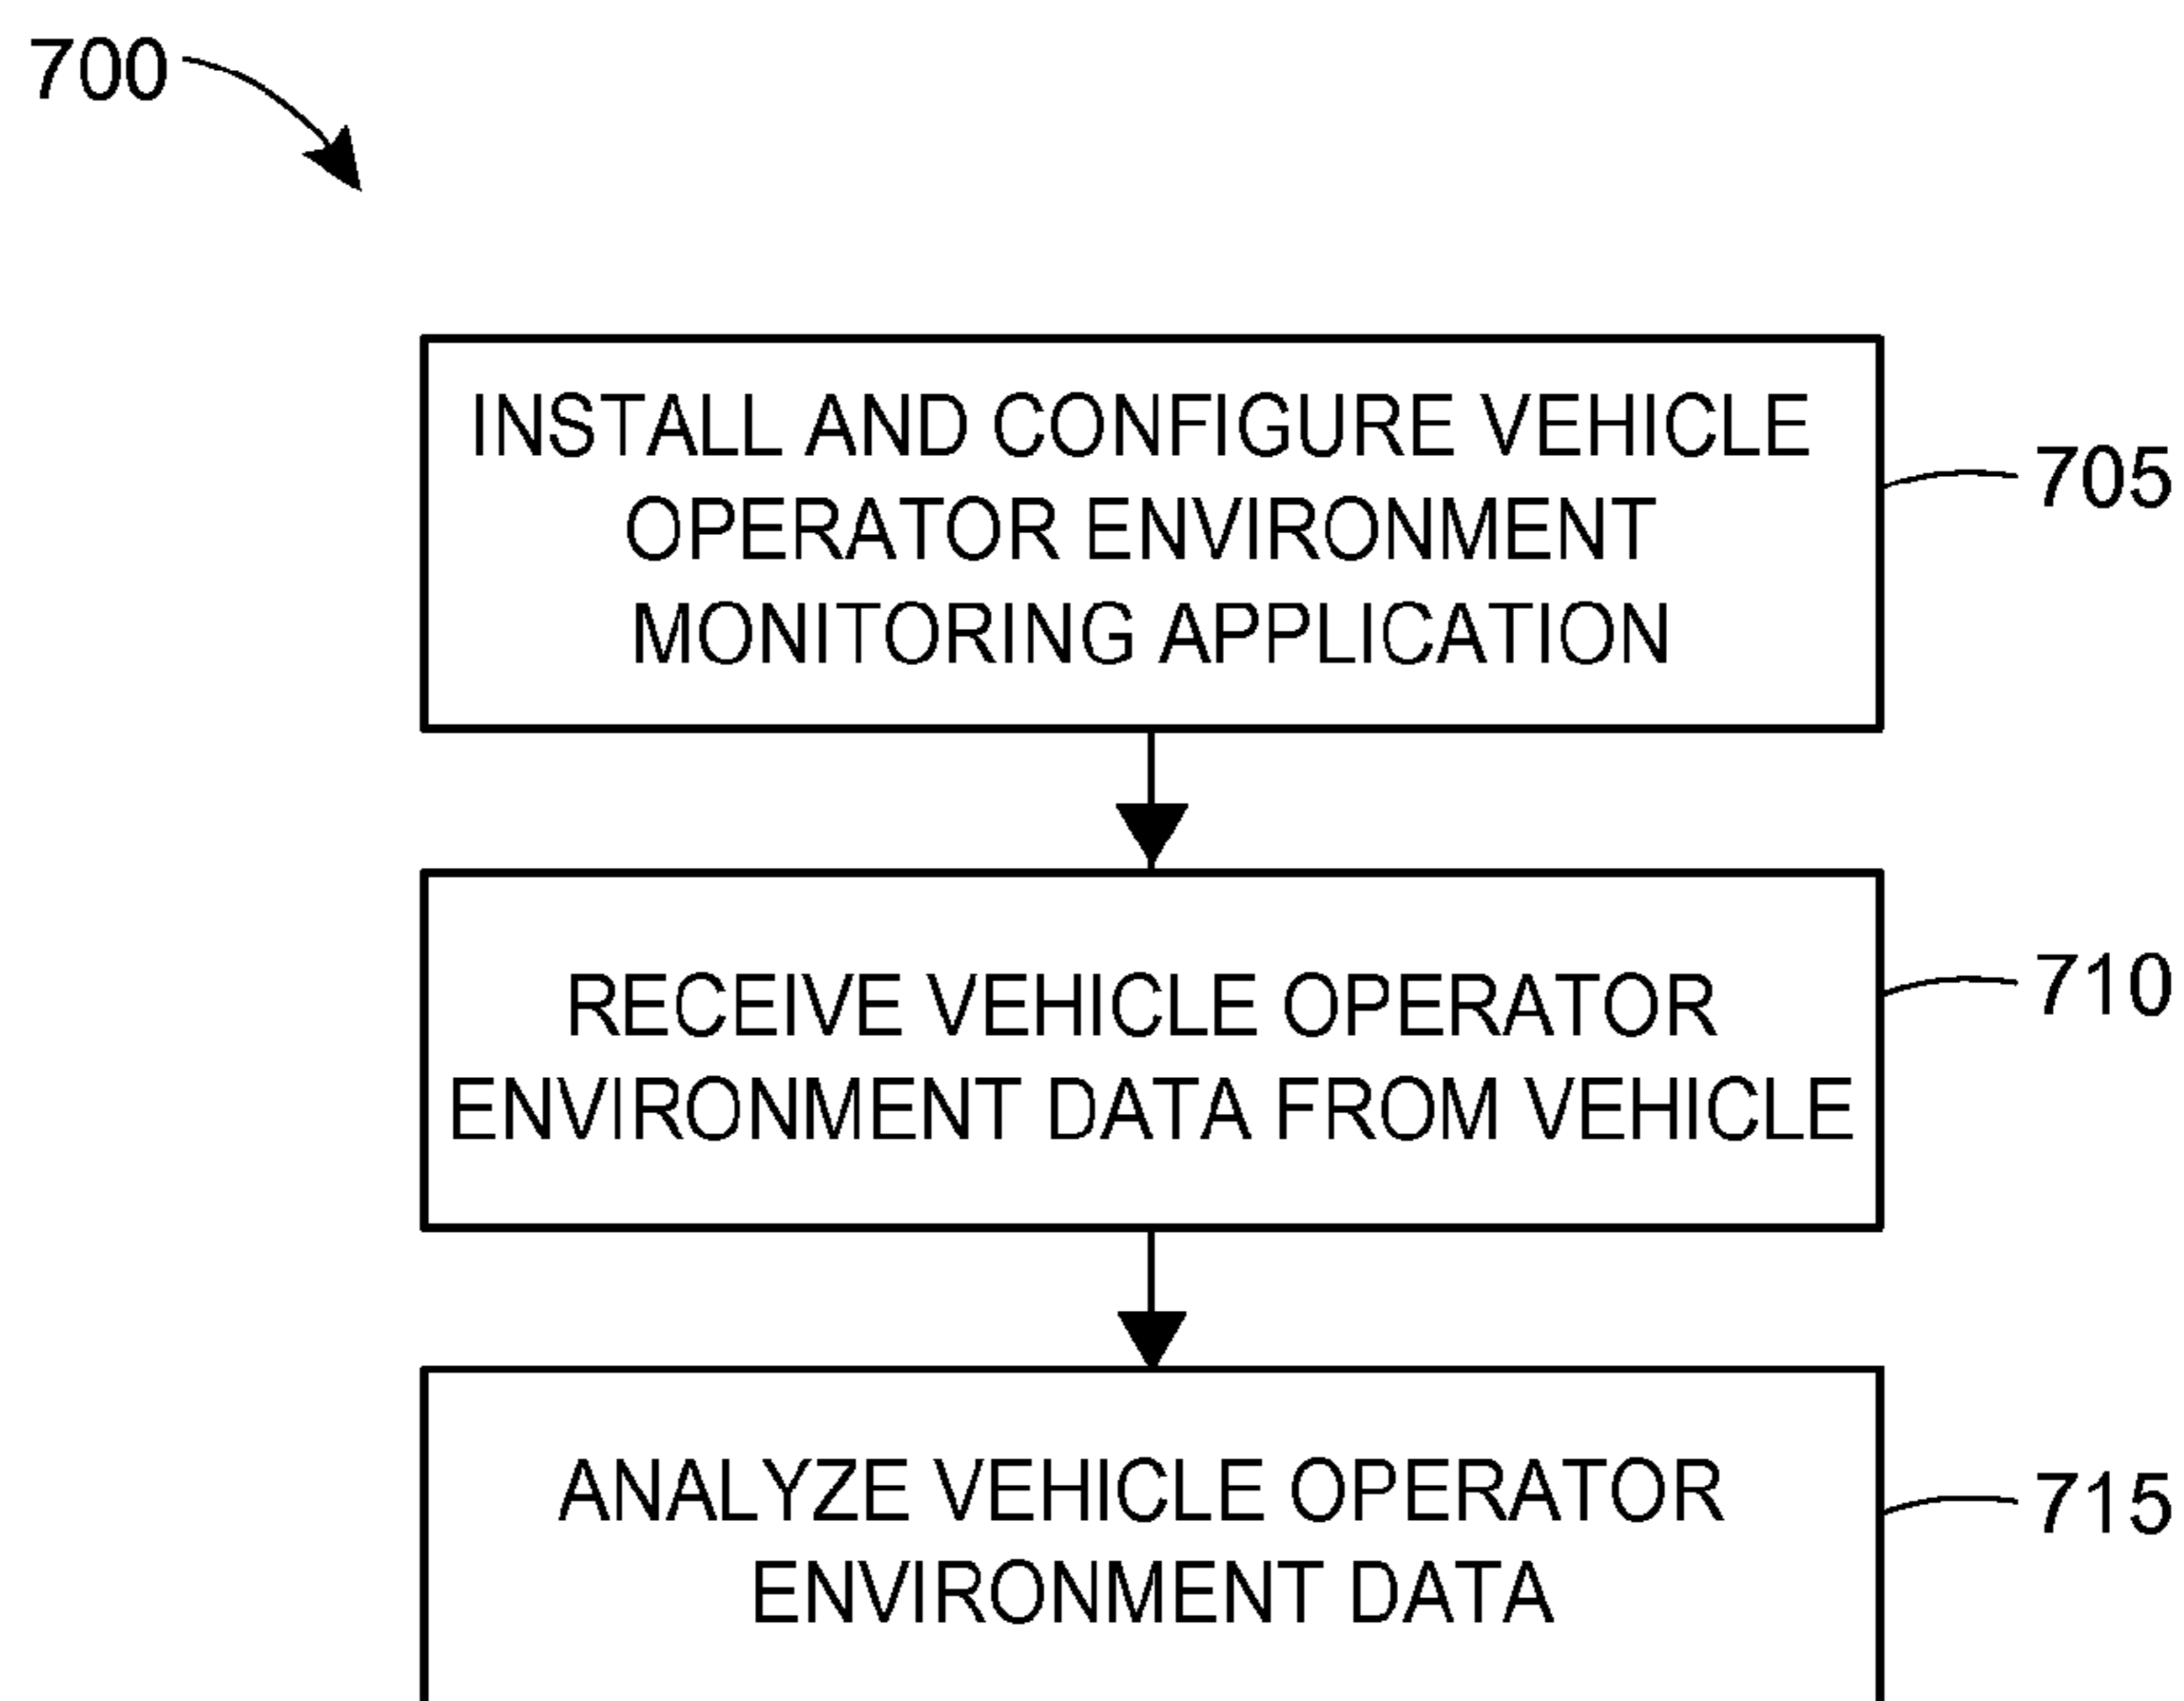 700
INSTALL AND CONFIGURE VEHICLE
OPERATOR ENVIRONMENT
MONITORING APPLICATION
705
RECEIVE VEHICLE OPERATOR
ENVIRONMENT DATA FROM VEHICLE
710
ANALYZE VEHICLE OPERATOR
ENVIRONMENT DATA
715